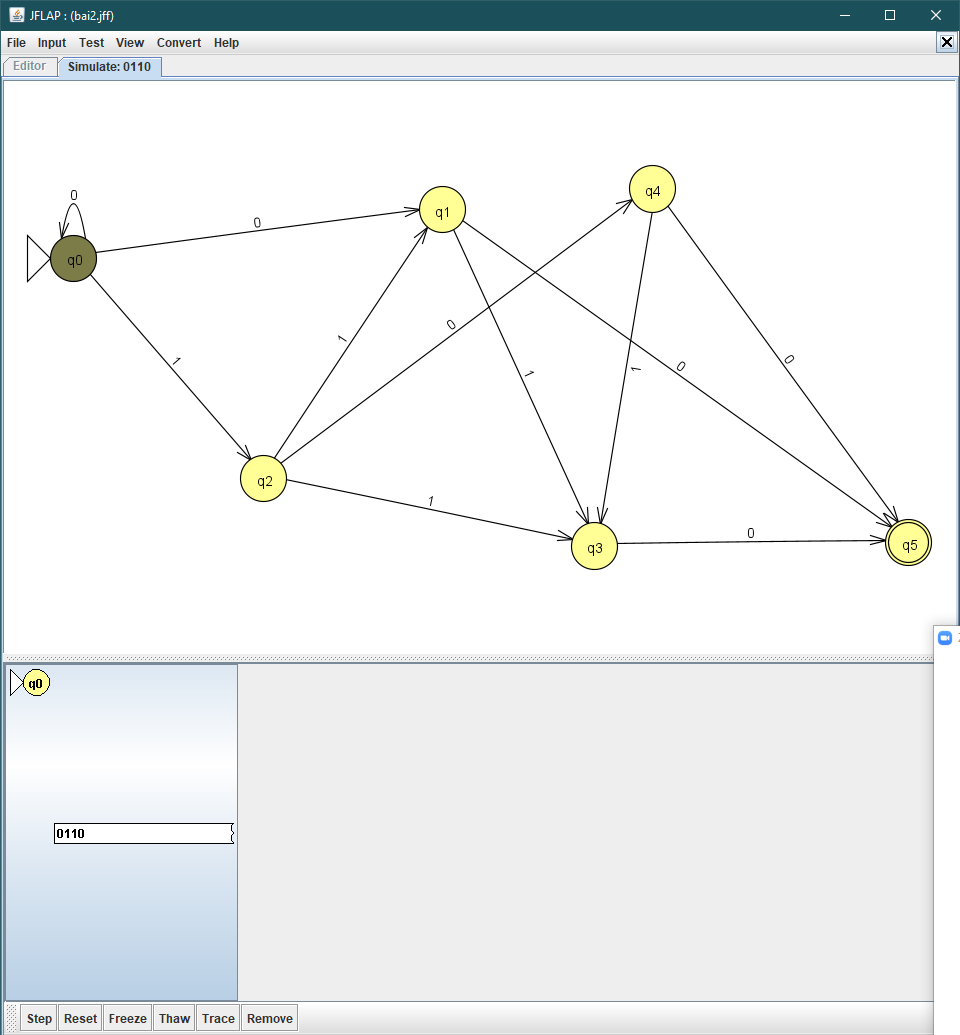 JFLAP : (bai2.jff)
File Input Test View Convert Help
Editor Simulate: 0110
0
q4
q1
0
q0
1
0
1
0
1
1
0
q2
1
0
q3
q5
q0
0110
Step Reset Freeze Thaw Trace Remove